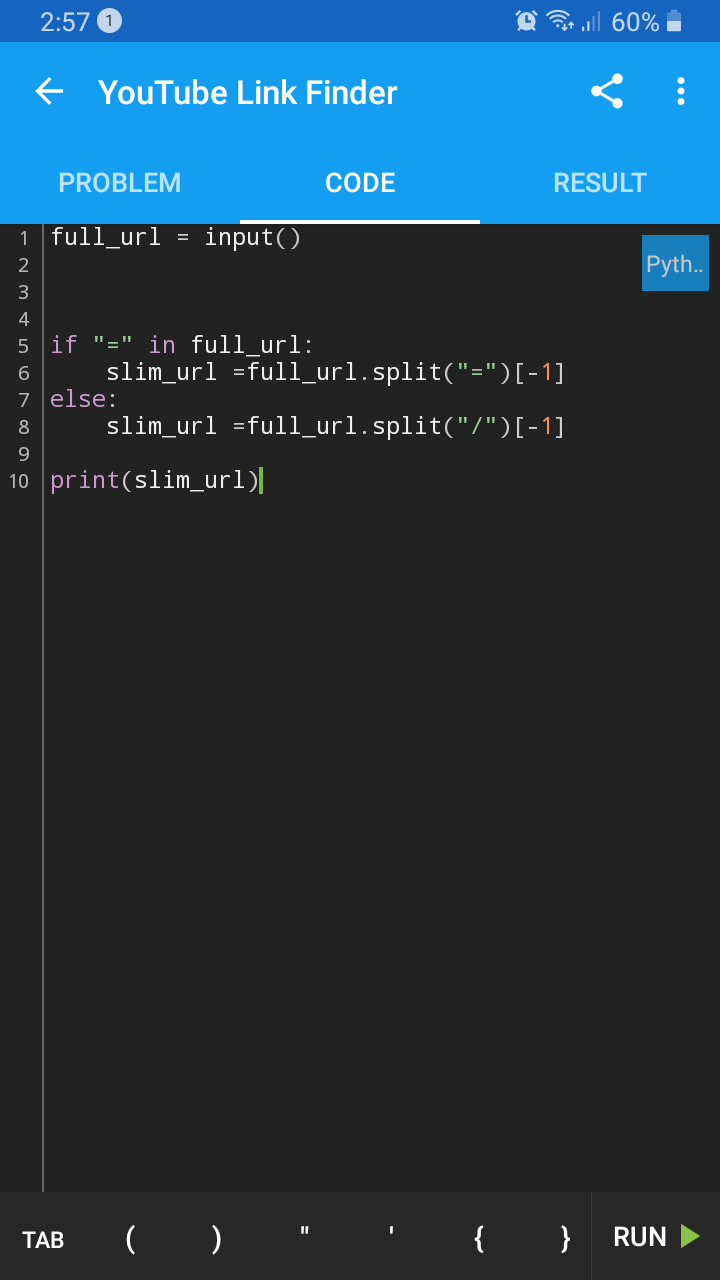 2:57 1 60%
YouTube Link Finder
PROBLEM CODE RESULT
1 full_url = input()
Pyth..
2
3
4
5 if "=" in full_url:
6     slim_url =full_url.split("=")[-1]
7 else:
8     slim_url =full_url.split("/")[-1]
9
10 print(slim_url)
TAB ( ) " ' { } RUN